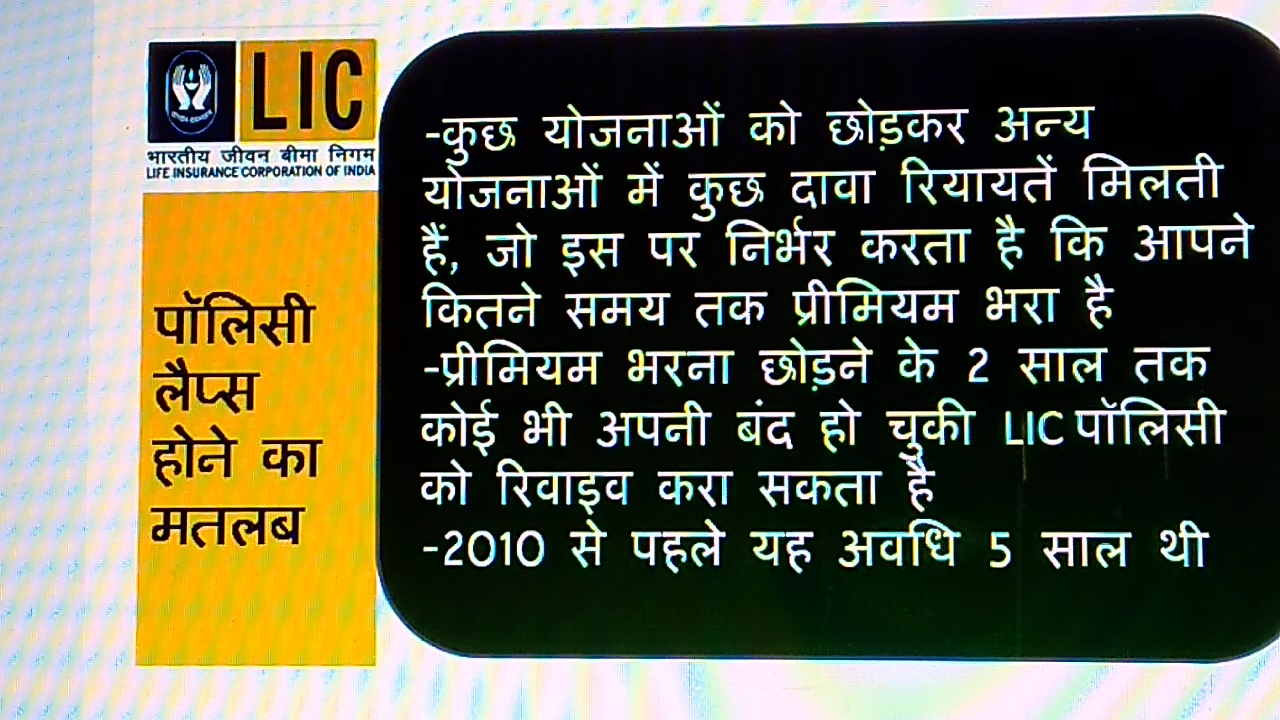 LIC
भारतीय जीवन बीमा निगम
LIFE INSURANCE CORPORATION OF INDIA
पॉलिसी
लैप्स
होने का
मतलब
-कुछ योजनाओं को छोड़कर अन्य
योजनाओं में कुछ दावा रियायतें मिलती
हैं, जो इस पर निर्भर करता है कि आपने
कितने समय तक प्रीमियम भरा है
-प्रीमियम भरना छोड़ने के 2 साल तक
कोई भी अपनी बंद हो चुकी LIC पॉलिसी
को रिवाइव करा सकता है
-2010 से पहले यह अवधि 5 साल थी